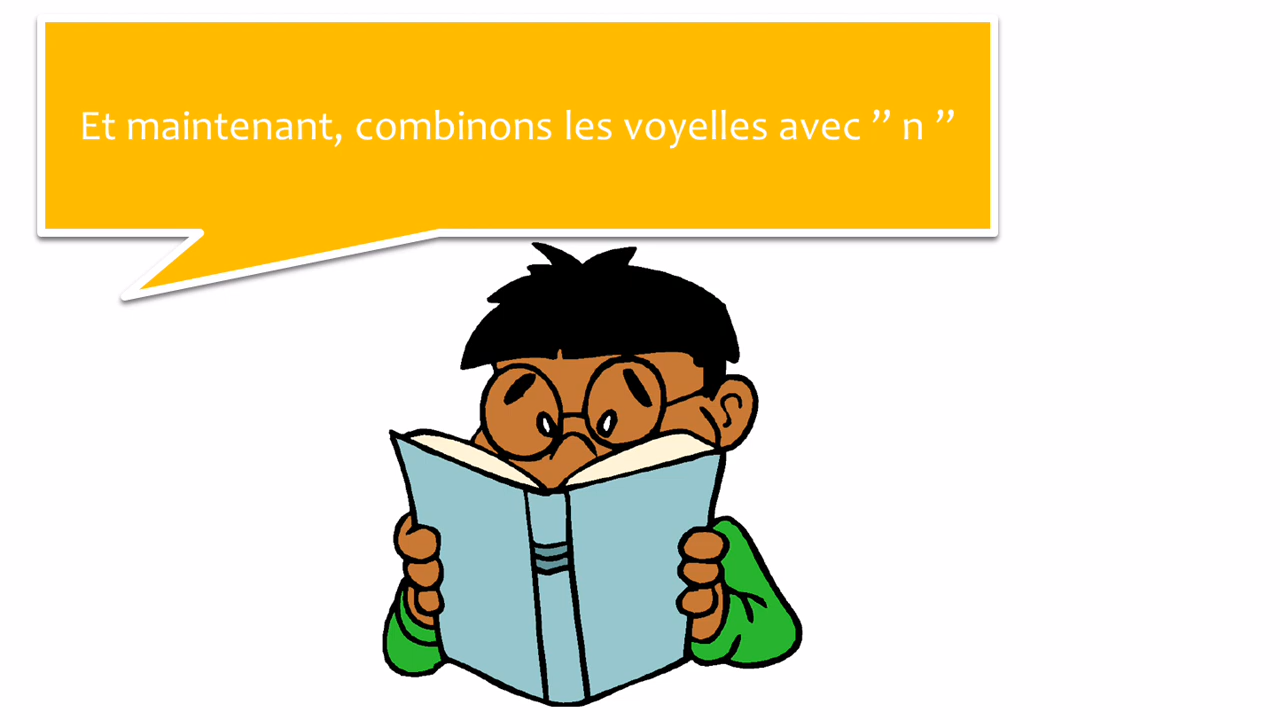 Et maintenant, combinons les voyelles avec ” n ”